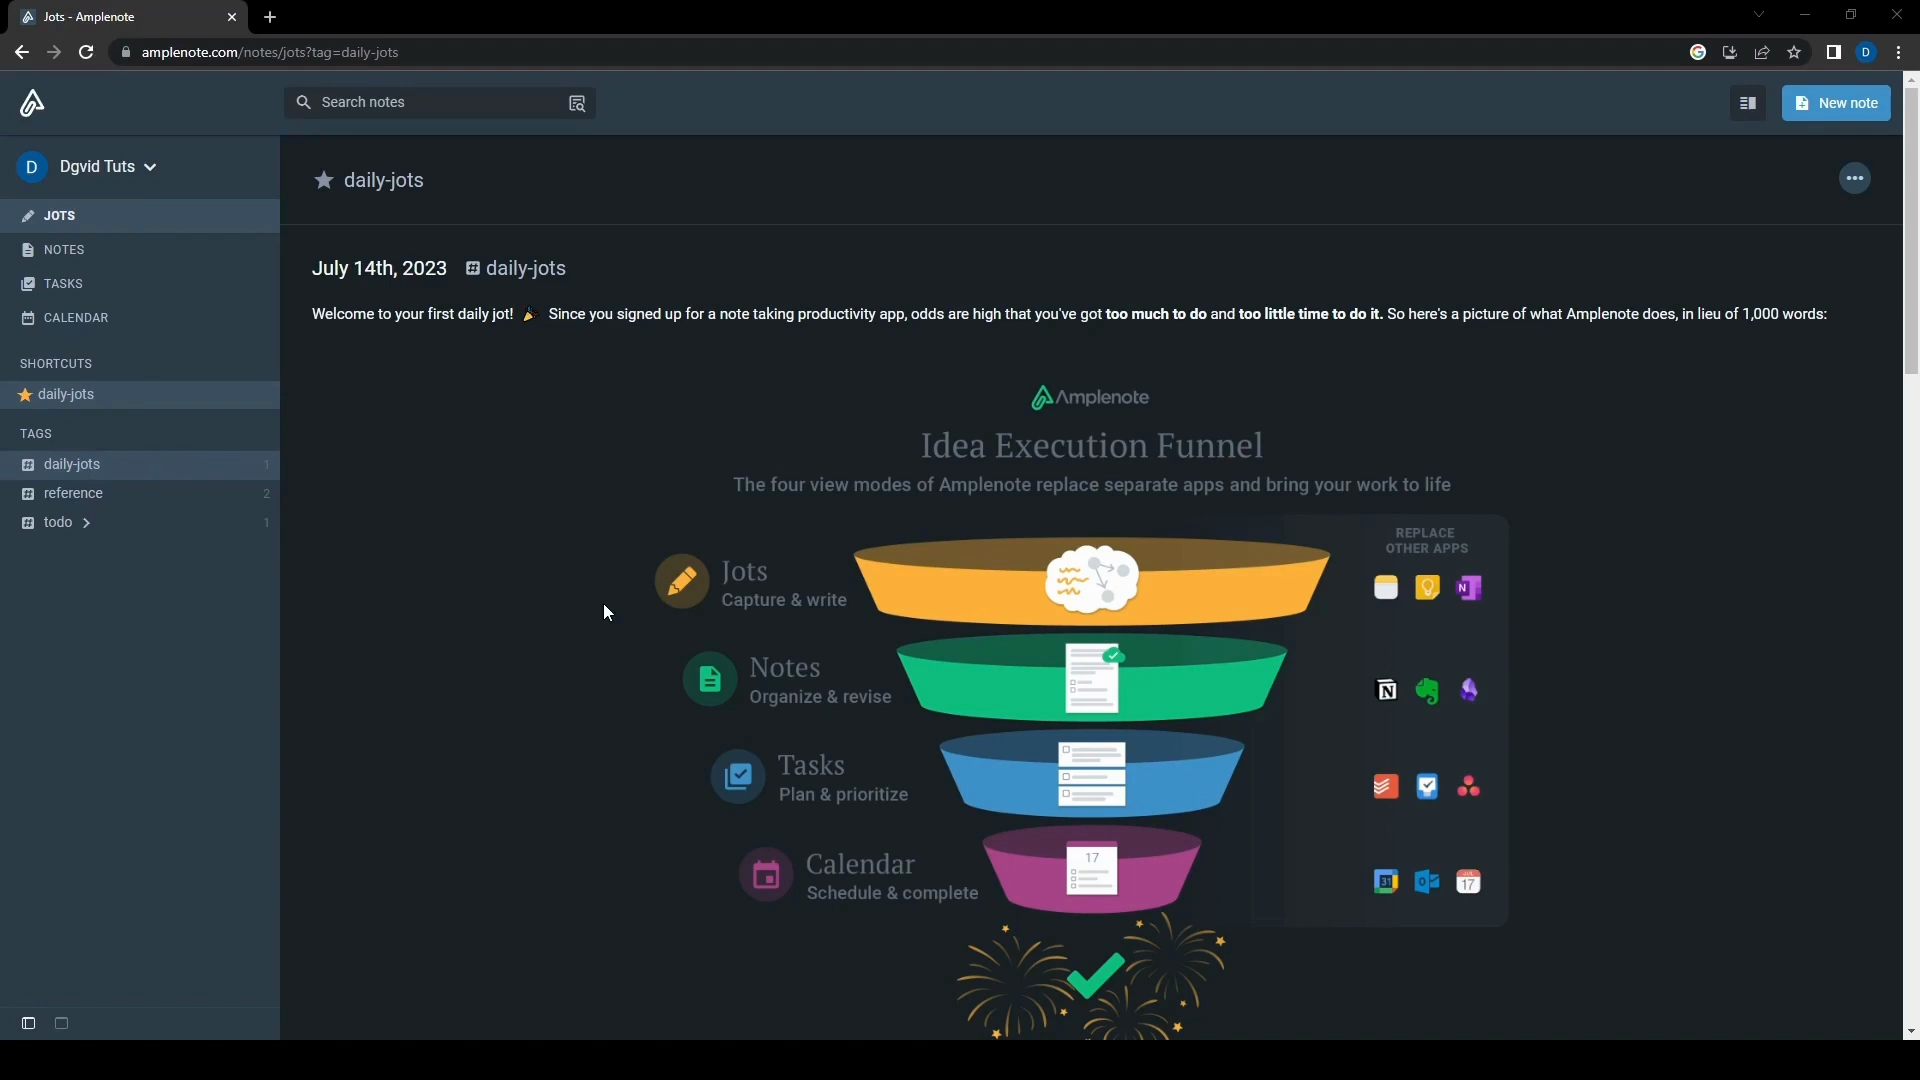 Jots - Amplenote
amplenote.com/notes/jots?tag=daily-jots
D
Search notes
New note
D Dgvid Tuts
JOTS
NOTES
TASKS
CALENDAR
SHORTCUTS
daily-jots
TAGS
daily-jots 1
reference 2
todo 1
daily-jots
July 14th, 2023 daily-jots
Welcome to your first daily jot! 🎉 Since you signed up for a note taking productivity app, odds are high that you've got too much to do and too little time to do it. So here's a picture of what Amplenote does, in lieu of 1,000 words:
Amplenote
Idea Execution Funnel
The four view modes of Amplenote replace separate apps and bring your work to life
REPLACE
OTHER APPS
Jots
Capture & write
N
Notes
Organize & revise
N
Tasks
Plan & prioritize
Calendar
Schedule & complete
17
31
O
JUL
17